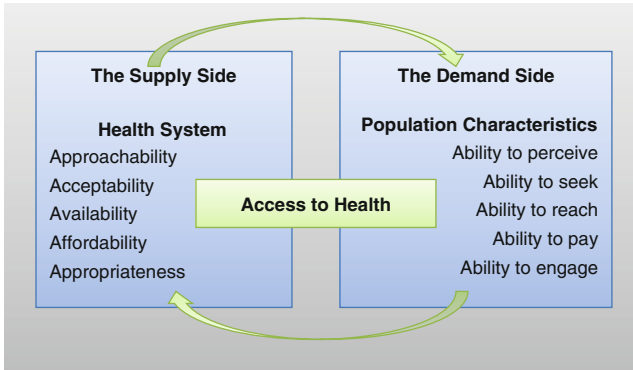 The Supply Side
Health System
Approachability
Acceptability
Availability
Affordability
Appropriateness
Access to Health
The Demand Side
Population Characteristics
Ability to perceive
Ability to seek
Ability to reach
Ability to pay
Ability to engage